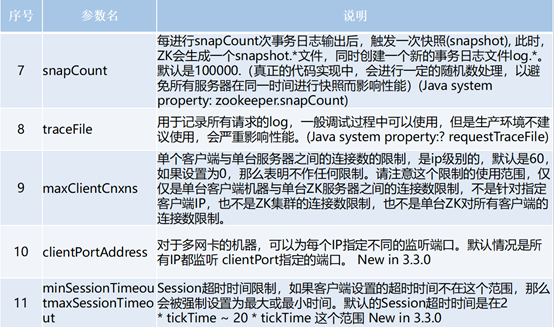 序号 参数名 说明
每进行snapCount次事务日志输出后，触发一次快照(snapshot), 此时，
ZK会生成一个snapshot.*文件，同时创建一个新的事务日志文件log.*。
7 snapCount 默认是100000.（真正的代码实现中，会进行一定的随机数处理，以避
免所有服务器在同一时间进行快照而影响性能）(Java system
property: zookeeper.snapCount)
用于记录所有请求的log，一般调试过程中可以使用，但是生产环境不建
8 traceFile
议使用，会严重影响性能。(Java system property:? requestTraceFile)
单个客户端与单台服务器之间的连接数的限制，是ip级别的，默认是60，
如果设置为0，那么表明不作任何限制。请注意这个限制的使用范围，仅
9 maxClientCnxns 仅是单台客户端机器与单台ZK服务器之间的连接数限制，不是针对指定
客户端IP，也不是ZK集群的连接数限制，也不是单台ZK对所有客户端的
连接数限制。
对于多网卡的机器，可以为每个IP指定不同的监听端口。默认情况是所
10 clientPortAddress
有IP都监听 clientPort指定的端口。 New in 3.3.0
minSessionTimeou Session超时时间限制，如果客户端设置的超时时间不在这个范围，那么
11 tmaxSessionTimeo 会被强制设置为最大或最小时间。默认的Session超时时间是在2
ut * tickTime ~ 20 * tickTime 这个范围 New in 3.3.0